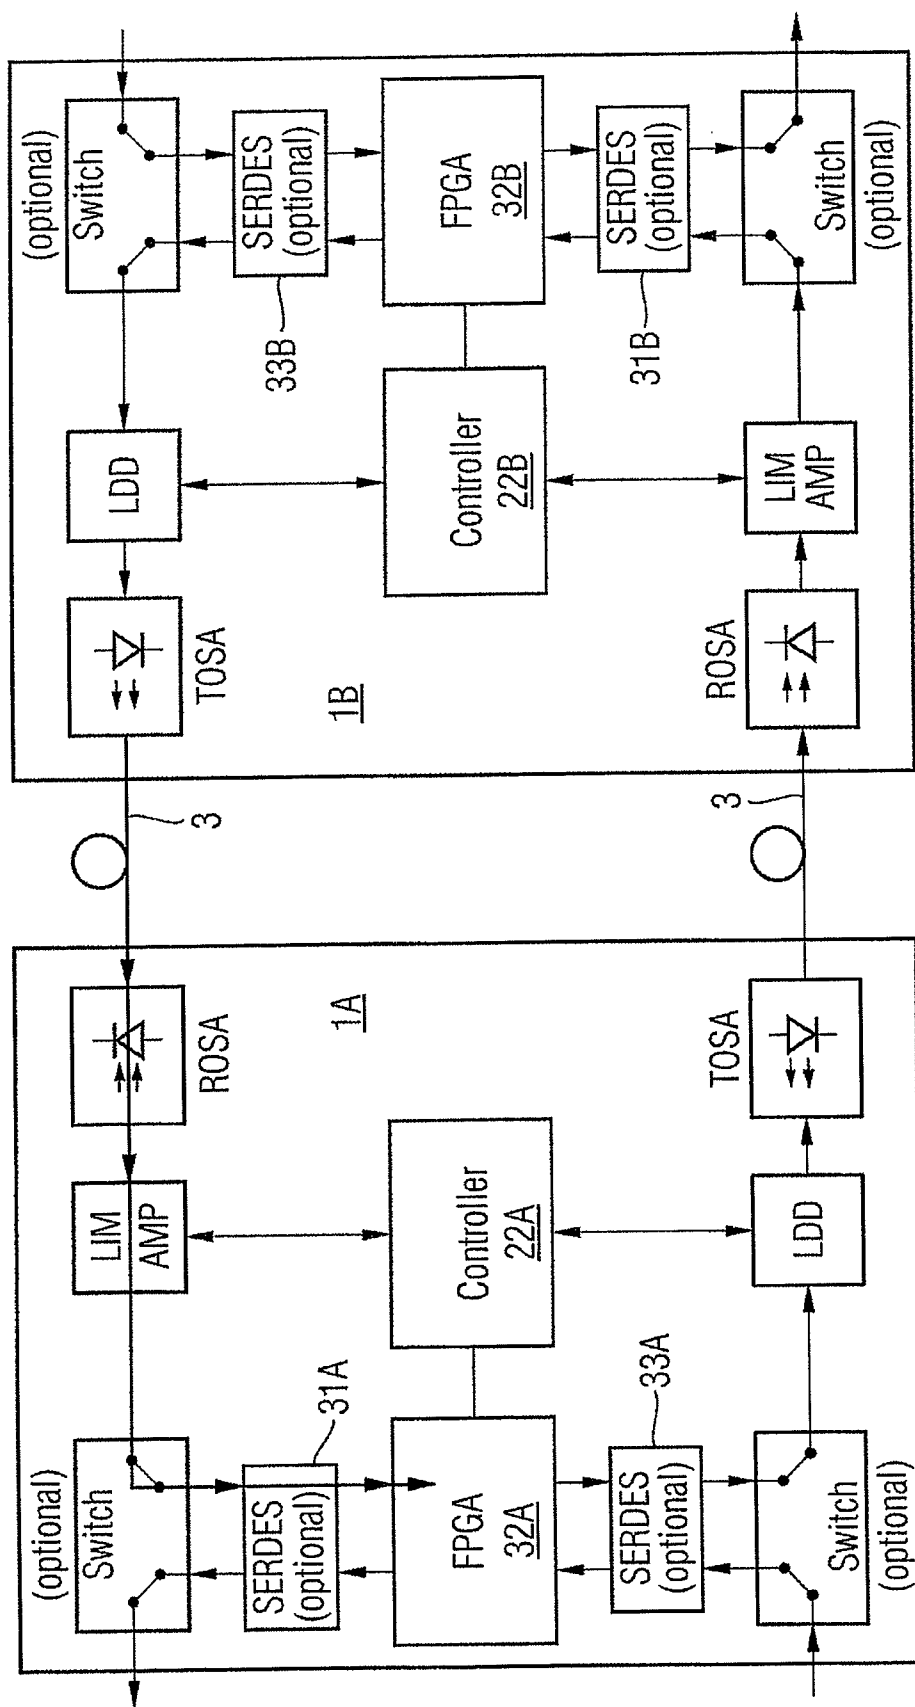 (optional)
Switch
SERDES
(optional)
31A
FPGA
32A
SERDES
(optional)
33A
Switch
(optional)
LIM
AMP
Controller
22A
LDD
ROSA
1A
TOSA
3
3
TOSA
1B
ROSA
LDD
Controller
22B
LIM
AMP
(optional)
Switch
SERDES
(optional)
33B
FPGA
32B
SERDES
(optional)
31B
Switch
(optional)